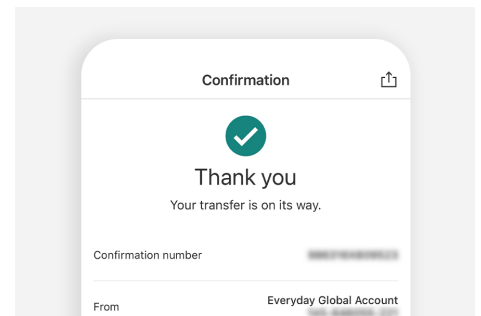 Confirmation
Thank you
Your transfer is on its way.
Confirmation number
From Everyday Global Account